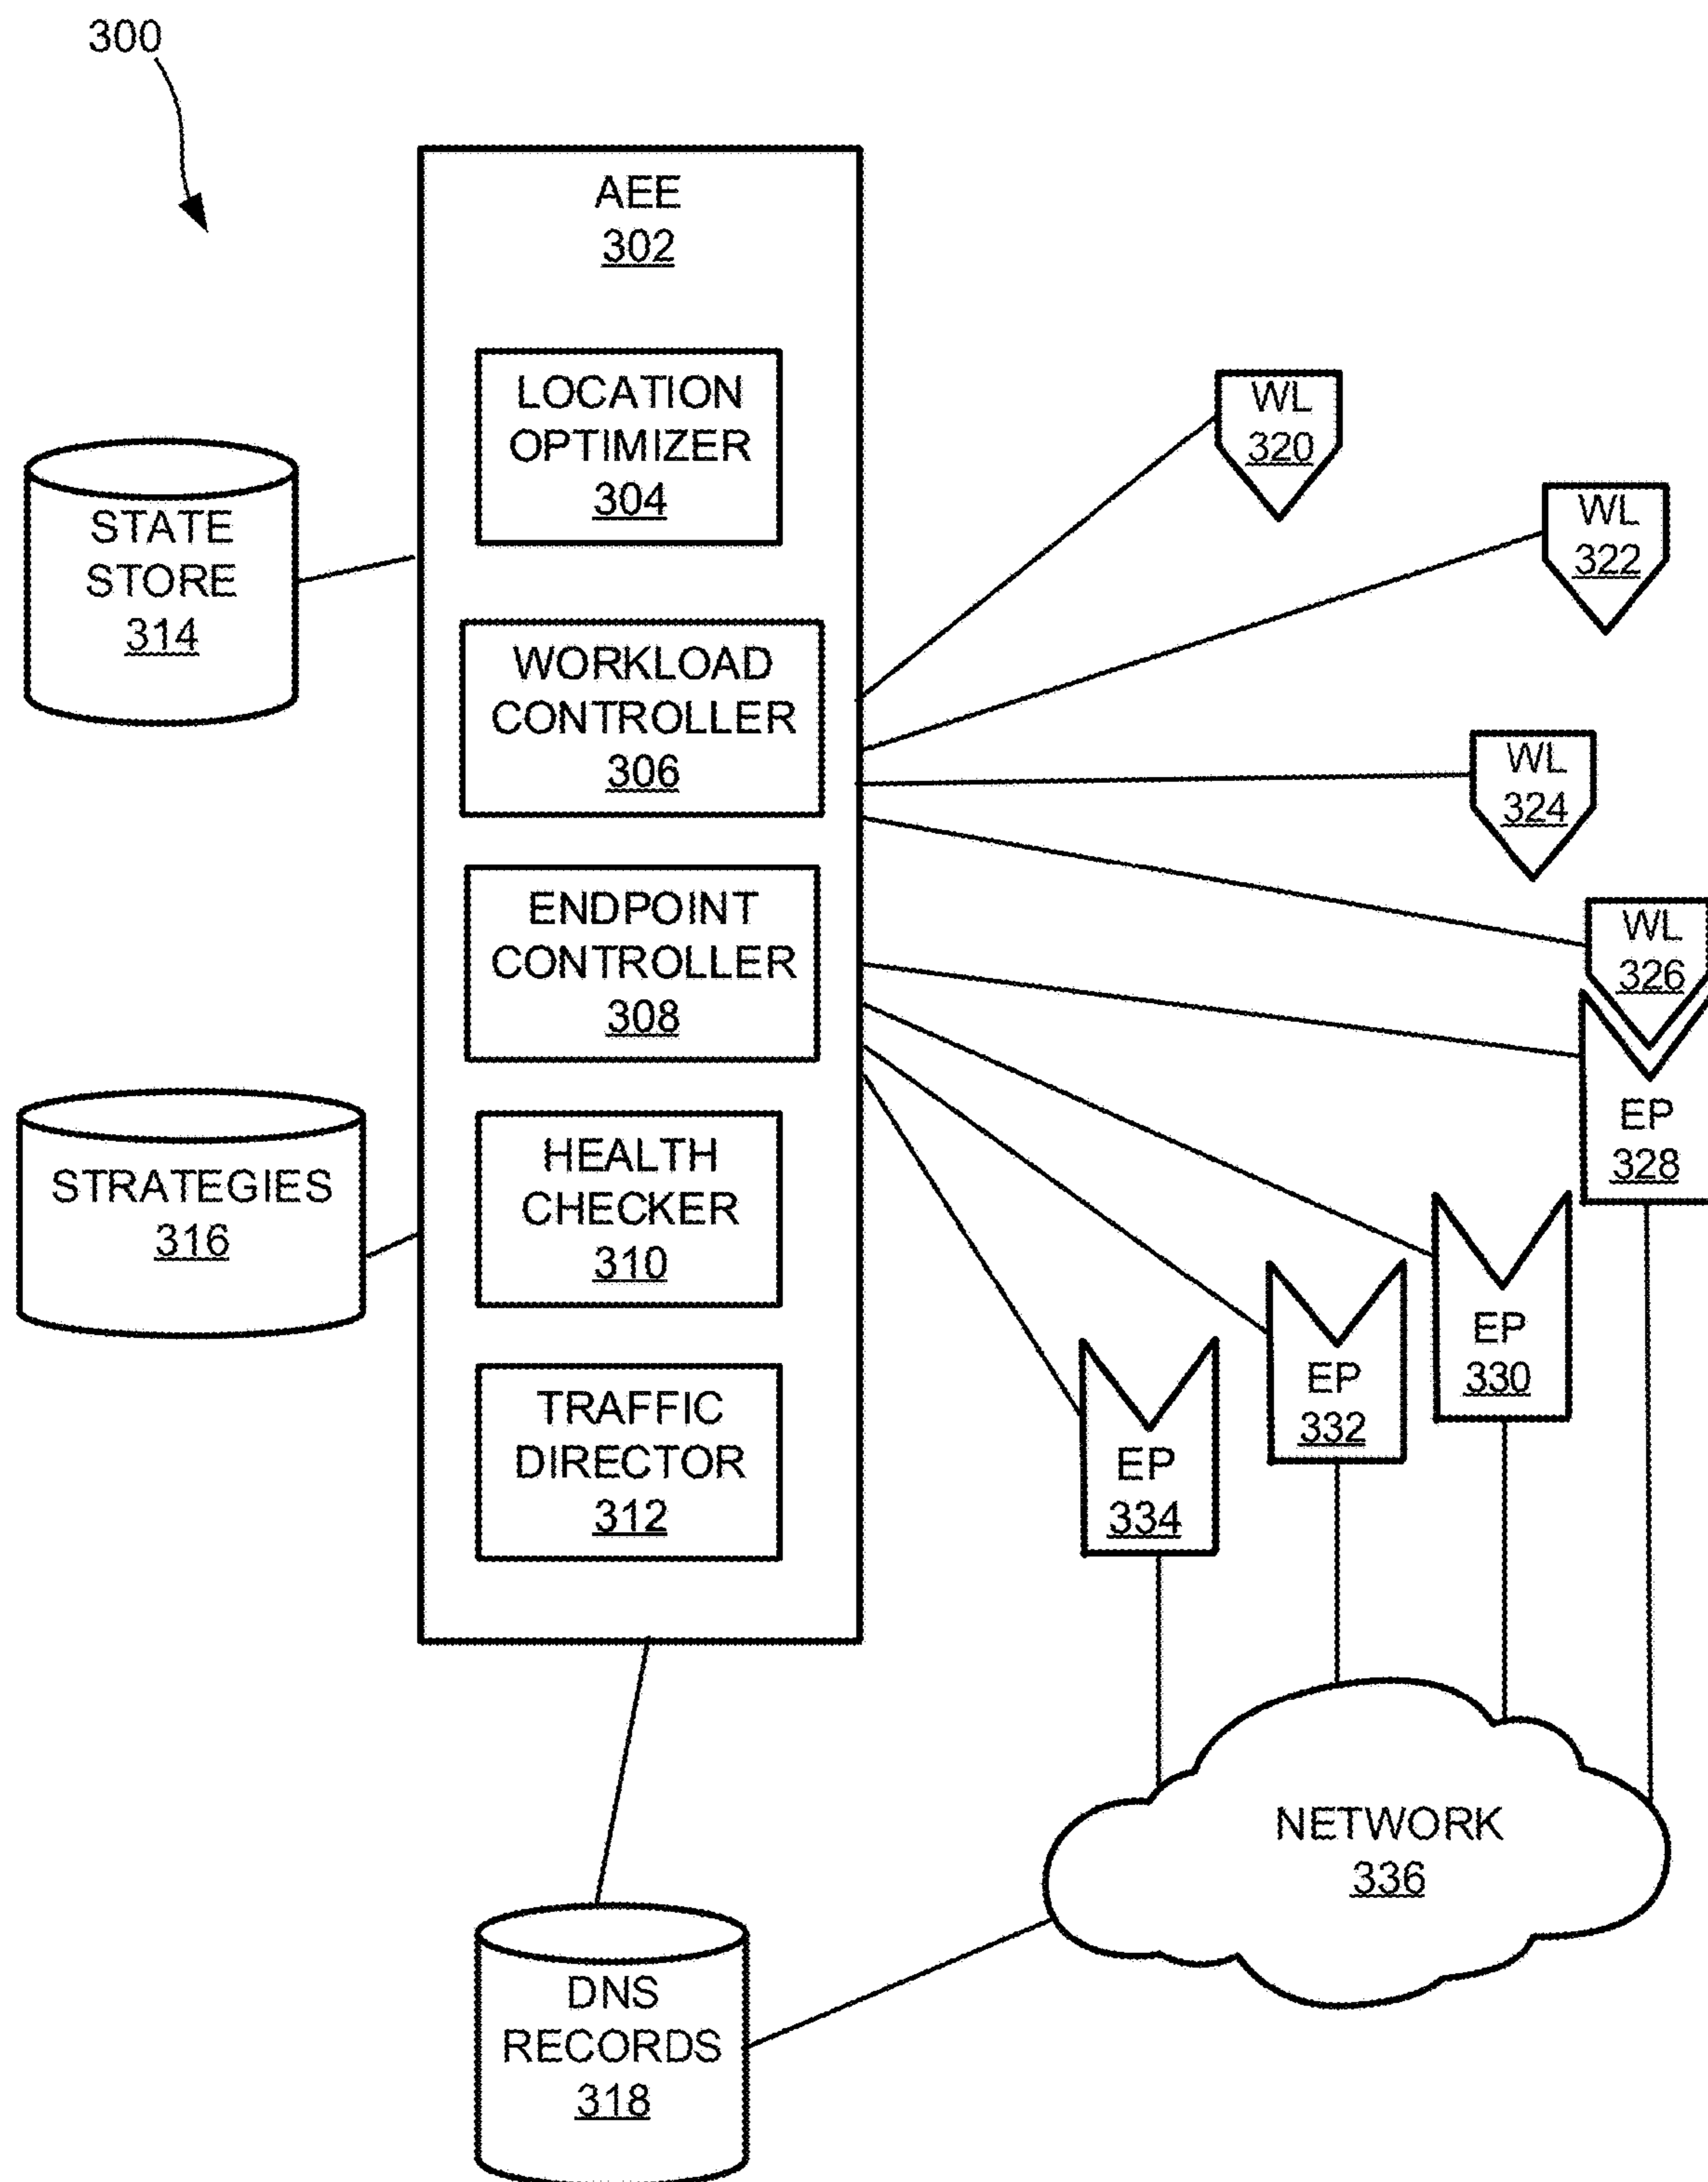 300
AEE
302
LOCATION
OPTIMIZER
304
WORKLOAD
CONTROLLER
306
ENDPOINT
CONTROLLER
308
HEALTH
CHECKER
310
TRAFFIC
DIRECTOR
312
STATE
STORE
314
STRATEGIES
316
DNS
RECORDS
318
WL
320
WL
322
WL
324
WL
326
EP
328
EP
330
EP
332
EP
334
NETWORK
336